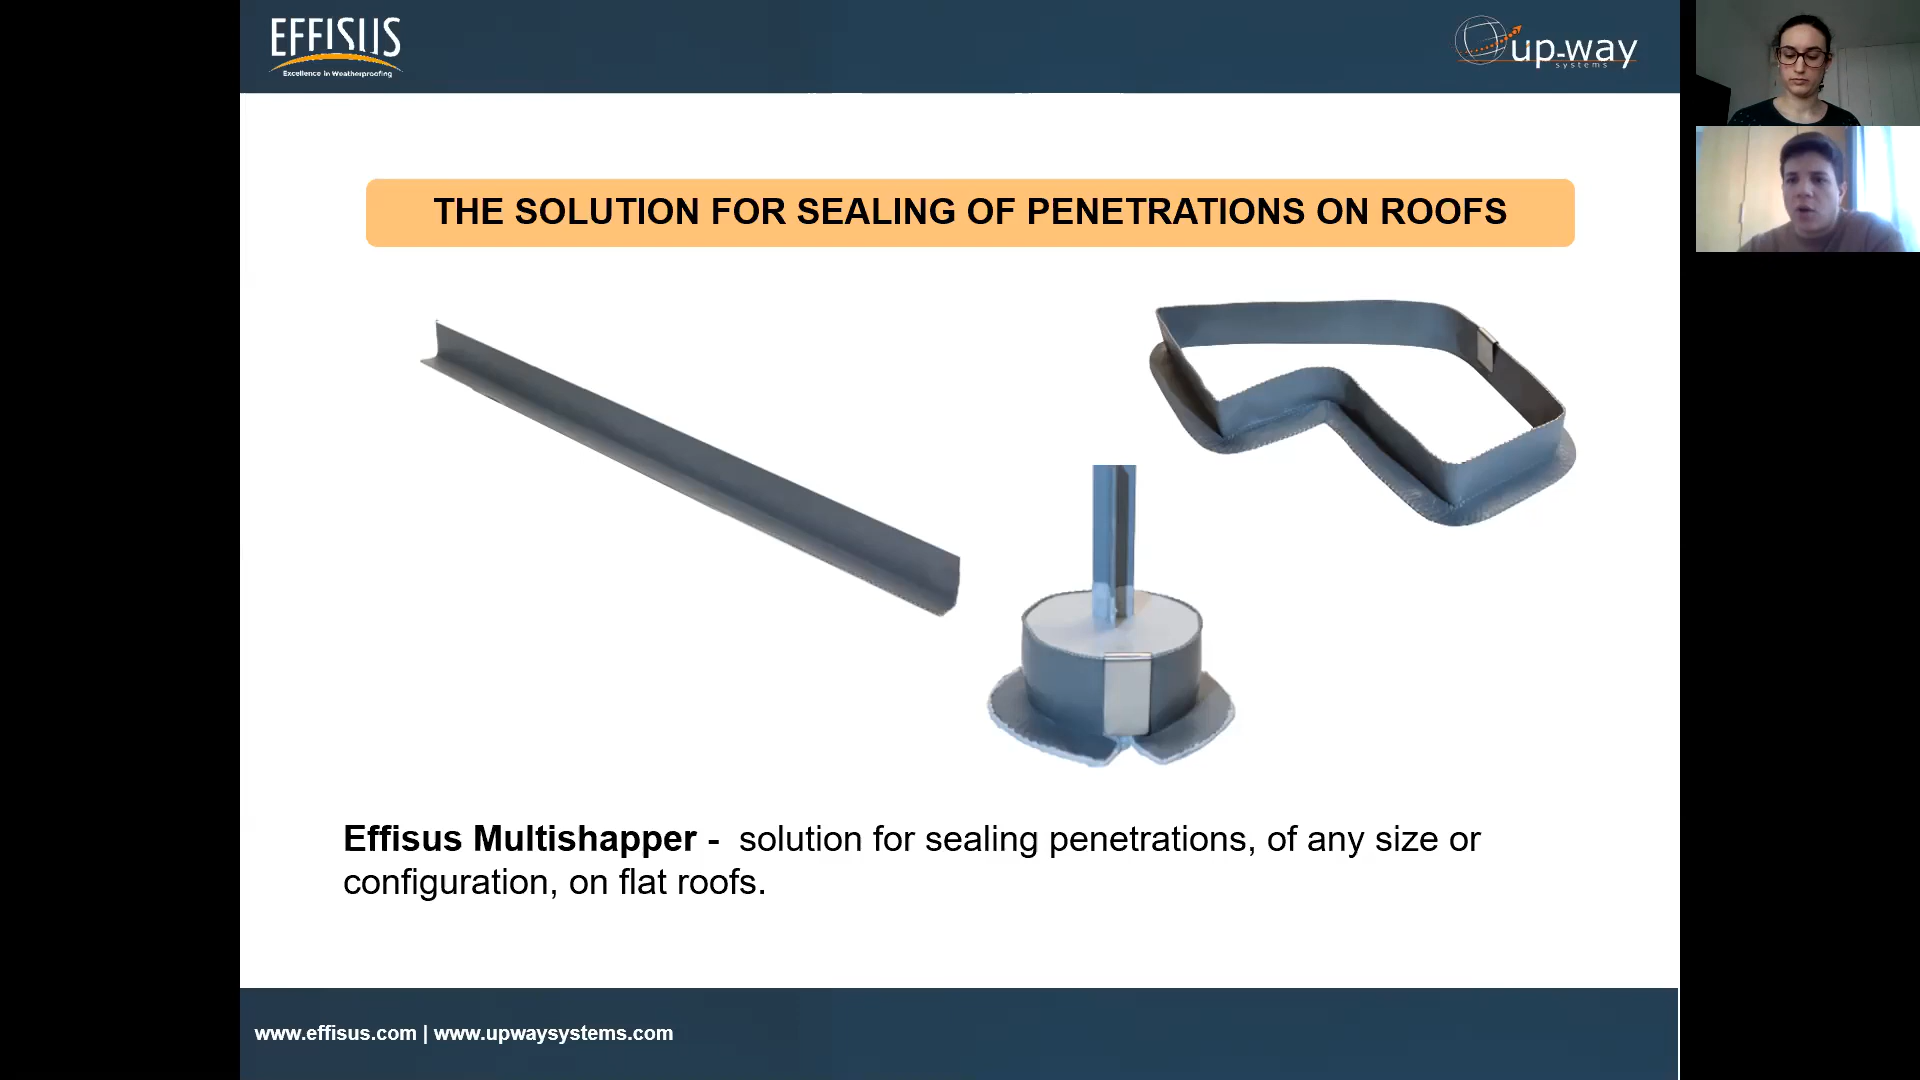 EFFISUS
Excellence in Weatherproofing
up-way
systems
THE SOLUTION FOR SEALING OF PENETRATIONS ON ROOFS
Effisus Multishapper - solution for sealing penetrations, of any size or
configuration, on flat roofs.
www.effisus.com | www.upwaysystems.com